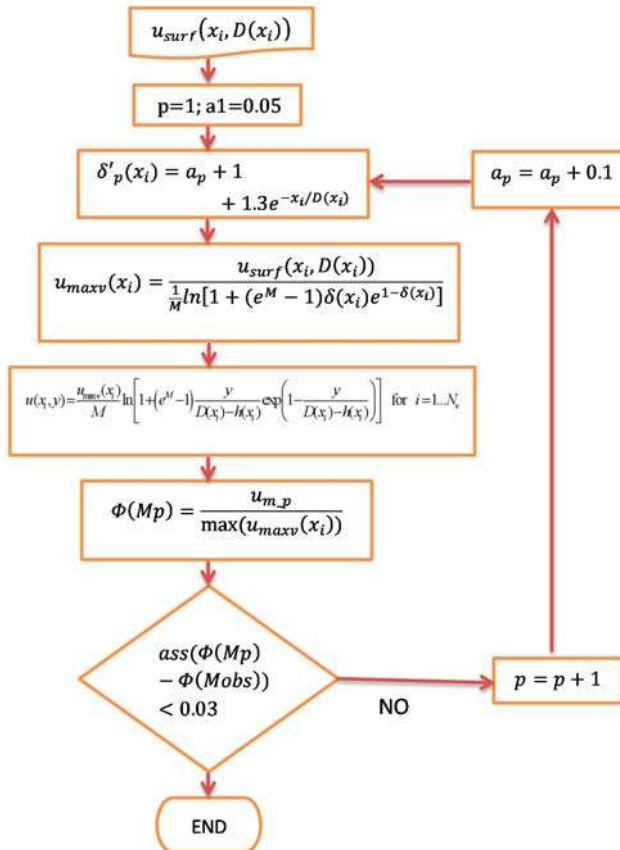 u_surf(x_i, D(x_i))
p=1; a1=0.05
δ′_p(x_i) = a_p + 1
+ 1.3e^{−x_i/D(x_i)}
a_p = a_p + 0.1
u_maxv(x_i) = u_surf(x_i, D(x_i)) / (1/M ln[1 + (e^M − 1)δ(x_i)e^{1−δ(x_i)}])
u(x_i, y) = u_maxv(x_i)/M ln[1+(e^M −1) y/(D(x_i)−h(x_i)) exp(1− y/(D(x_i)−h(x_i)))] for i=1...N_v
Φ(Mp) = u_{m_p} / max(u_maxv(x_i))
ass(Φ(Mp)
− Φ(Mobs))
< 0.03
NO
p = p + 1
END